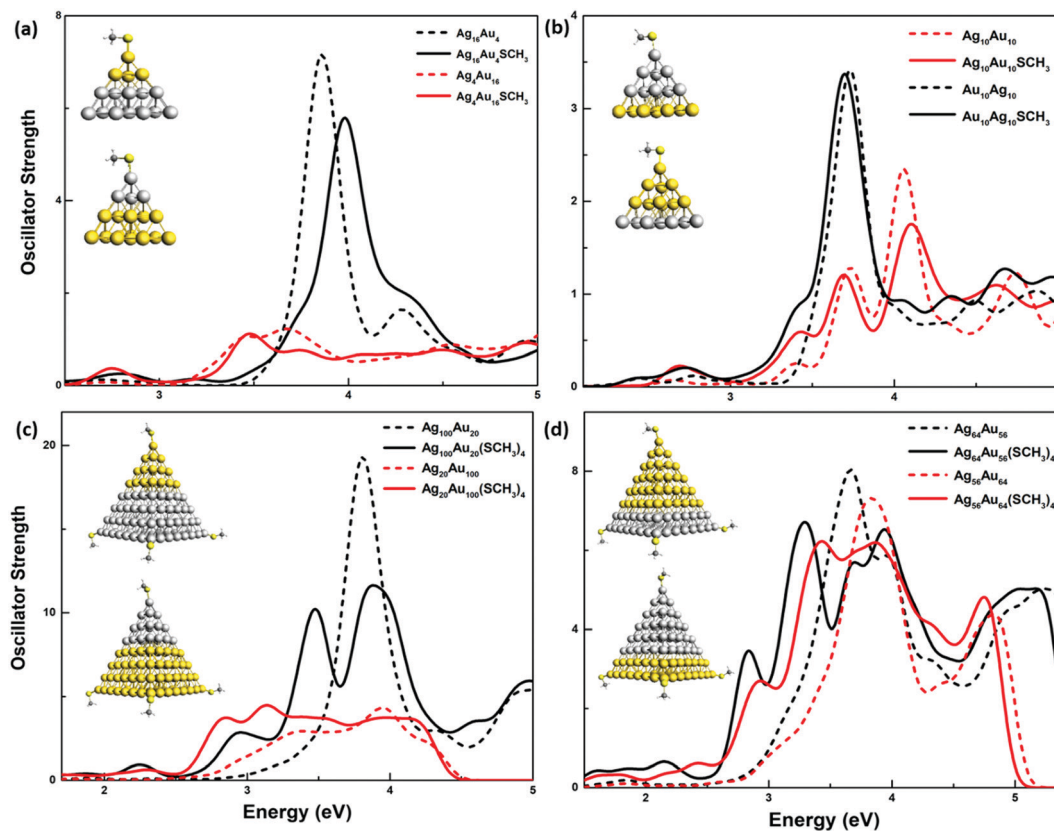 (a)
8
4
0
3
4
5
Oscillator Strength
Ag₁₆Au₄
Ag₁₆Au₄SCH₃
Ag₄Au₁₆
Ag₄Au₁₆SCH₃
(b)
4
3
2
1
0
3
4
5
Ag₁₀Au₁₀
Ag₁₀Au₁₀SCH₃
Au₁₀Ag₁₀
Au₁₀Ag₁₀SCH₃
(c)
20
10
0
2
3
4
5
Oscillator Strength
Energy (eV)
Ag₁₀₀Au₂₀
Ag₁₀₀Au₂₀(SCH₃)₄
Ag₂₀Au₁₀₀
Ag₂₀Au₁₀₀(SCH₃)₄
(d)
8
4
0
2
3
4
5
Energy (eV)
Ag₆₄Au₅₆
Ag₆₄Au₅₆(SCH₃)₄
Ag₅₆Au₆₄
Ag₅₆Au₆₄(SCH₃)₄